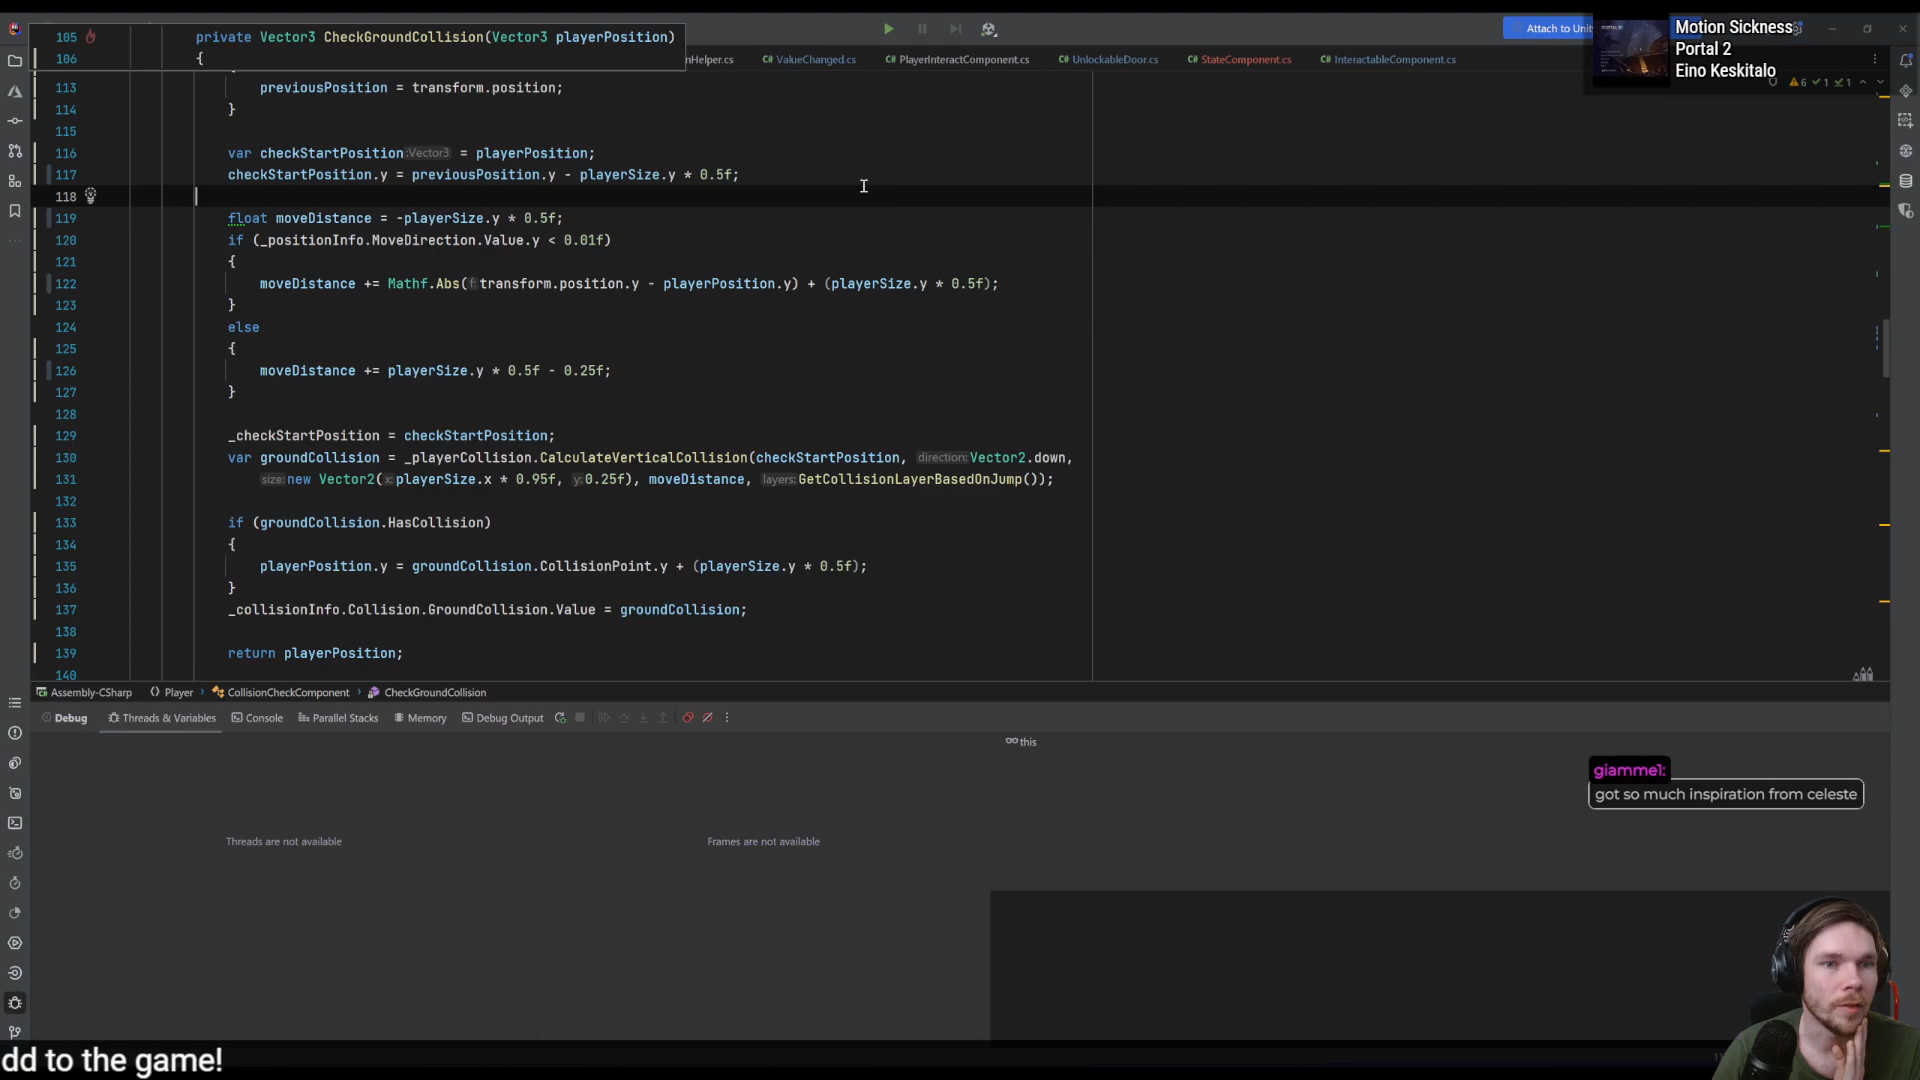 105 private Vector3 CheckGroundCollision(Vector3 playerPosition)
106 {
Attach to Unit
Motion Sickness
Portal 2
Eino Keskitalo
nHelper.cs ValueChanged.cs PlayerInteractComponent.cs UnlockableDoor.cs StateComponent.cs InteractableComponent.cs
6 1 1
113 previousPosition = transform.position;
114 }
115
116 var checkStartPosition :Vector3 = playerPosition;
117 checkStartPosition.y = previousPosition.y - playerSize.y * 0.5f;
118
119 float moveDistance = -playerSize.y * 0.5f;
120 if (_positionInfo.MoveDirection.Value.y < 0.01f)
121 {
122 moveDistance += Mathf.Abs(f:transform.position.y - playerPosition.y) + (playerSize.y * 0.5f);
123 }
124 else
125 {
126 moveDistance += playerSize.y * 0.5f - 0.25f;
127 }
128
129 _checkStartPosition = checkStartPosition;
130 var groundCollision = _playerCollision.CalculateVerticalCollision(checkStartPosition, direction:Vector2.down,
131 size:new Vector2(x:playerSize.x * 0.95f, y:0.25f), moveDistance, layers:GetCollisionLayerBasedOnJump());
132
133 if (groundCollision.HasCollision)
134 {
135 playerPosition.y = groundCollision.CollisionPoint.y + (playerSize.y * 0.5f);
136 }
137 _collisionInfo.Collision.GroundCollision.Value = groundCollision;
138
139 return playerPosition;
140
Assembly-CSharp Player CollisionCheckComponent CheckGroundCollision
Debug Threads & Variables Console Parallel Stacks Memory Debug Output
this
giamme1:
got so much inspiration from celeste
Threads are not available Frames are not available
dd to the game!